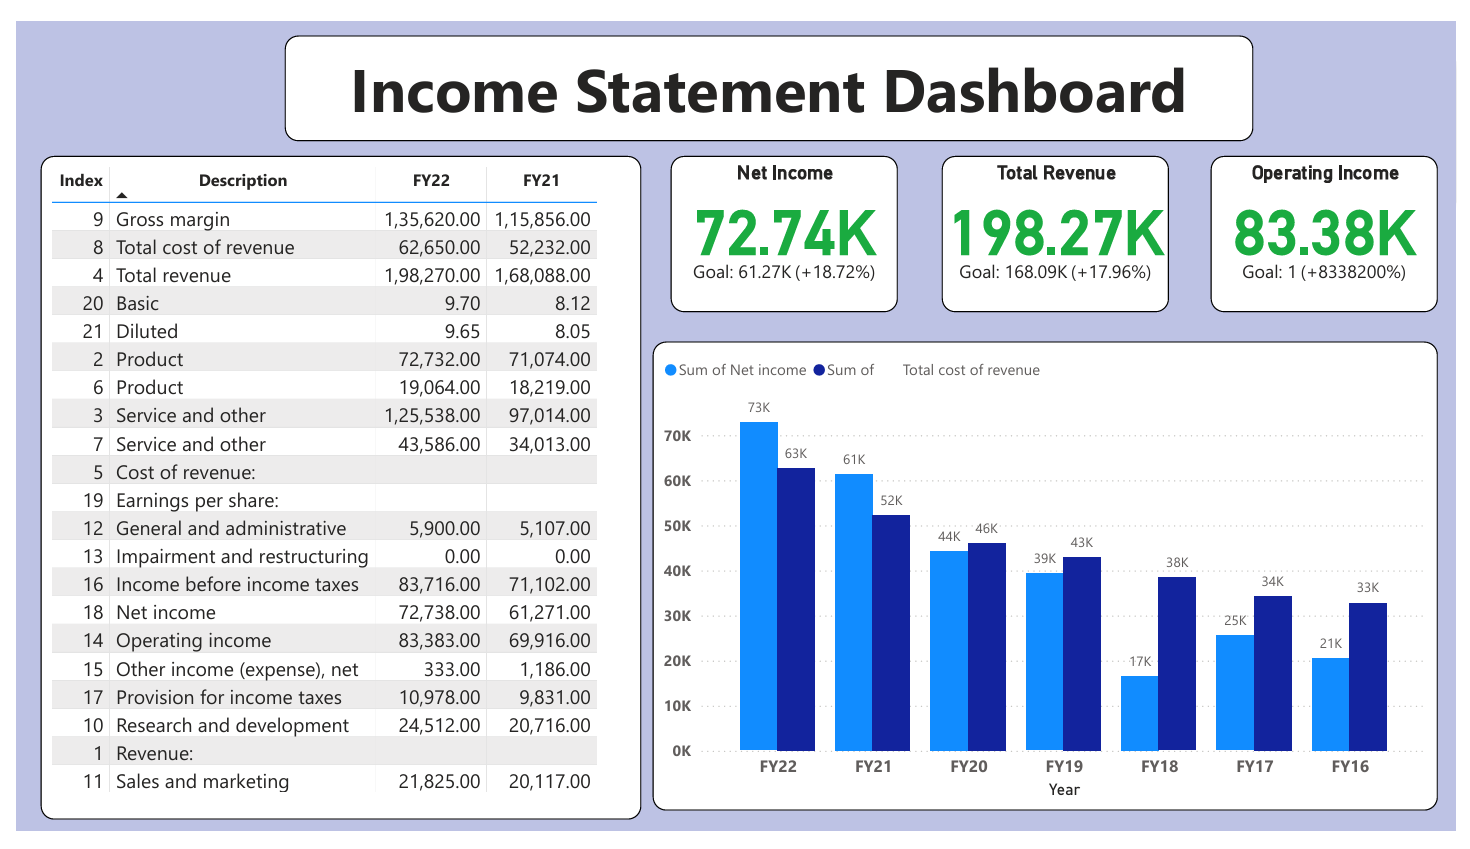 Income Statement Dashboard
Index Description FY22 FY21
9 Gross margin 1,35,620.00 1,15,856.00
8 Total cost of revenue 62,650.00 52,232.00
4 Total revenue 1,98,270.00 1,68,088.00
20 Basic 9.70 8.12
21 Diluted 9.65 8.05
2 Product 72,732.00 71,074.00
6 Product 19,064.00 18,219.00
3 Service and other 1,25,538.00 97,014.00
7 Service and other 43,586.00 34,013.00
5 Cost of revenue:
19 Earnings per share:
12 General and administrative 5,900.00 5,107.00
13 Impairment and restructuring 0.00 0.00
16 Income before income taxes 83,716.00 71,102.00
18 Net income 72,738.00 61,271.00
14 Operating income 83,383.00 69,916.00
15 Other income (expense), net 333.00 1,186.00
17 Provision for income taxes 10,978.00 9,831.00
10 Research and development 24,512.00 20,716.00
1 Revenue:
11 Sales and marketing 21,825.00 20,117.00
Net Income
72.74K
Goal: 61.27K (+18.72%)
Total Revenue
198.27K
Goal: 168.09K (+17.96%)
Operating Income
83.38K
Goal: 1 (+8338200%)
Sum of Net income Sum of Total cost of revenue
73K
63K
61K
52K
44K
46K
39K
43K
17K
38K
25K
34K
21K
33K
70K
60K
50K
40K
30K
20K
10K
0K
FY22 FY21 FY20 FY19 FY18 FY17 FY16
Year